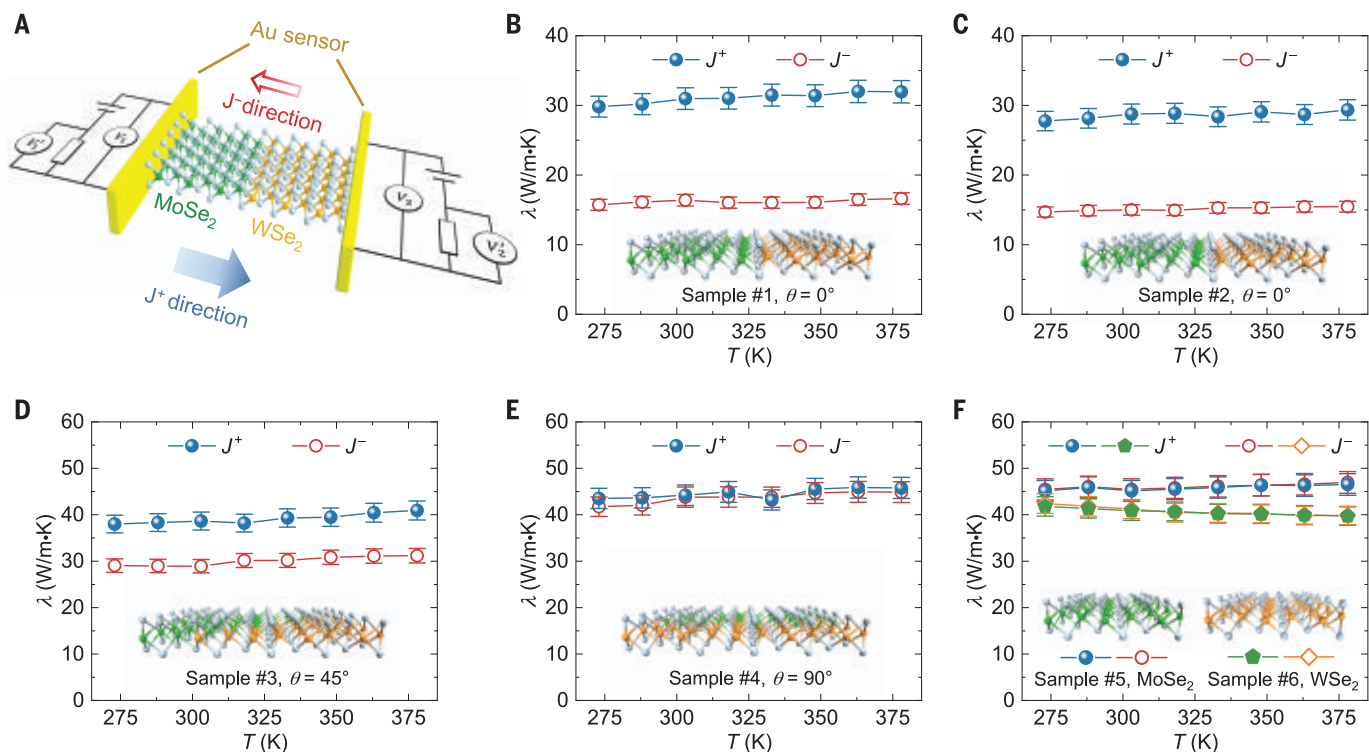 A
Au sensor
J⁻ direction
V₁
MoSe₂
WSe₂
V₂
V₂'
J⁺ direction
B
J⁺ J⁻
40
30
20
10
0
λ (W/m•K)
Sample #1, θ = 0°
275 300 325 350 375
T (K)
C
J⁺ J⁻
40
30
20
10
0
λ (W/m•K)
Sample #2, θ = 0°
275 300 325 350 375
T (K)
D
J⁺ J⁻
60
50
40
30
20
10
0
λ (W/m•K)
Sample #3, θ = 45°
275 300 325 350 375
T (K)
E
J⁺ J⁻
60
50
40
30
20
10
0
λ (W/m•K)
Sample #4, θ = 90°
275 300 325 350 375
T (K)
F
J⁺ J⁻
60
50
40
30
20
10
0
λ (W/m•K)
Sample #5, MoSe₂ Sample #6, WSe₂
275 300 325 350 375
T (K)